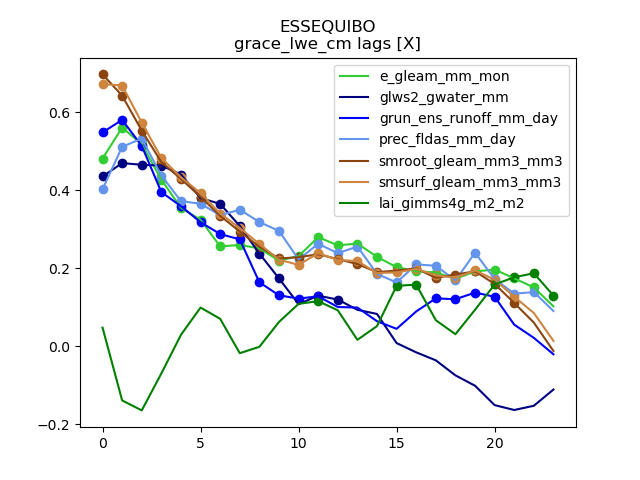 ESSEQUIBO
grace_lwe_cm lags [X]
e_gleam_mm_mon
glws2_gwater_mm
grun_ens_runoff_mm_day
prec_fldas_mm_day
smroot_gleam_mm3_mm3
smsurf_gleam_mm3_mm3
lai_gimms4g_m2_m2
0.6
0.4
0.2
0.0
−0.2
0 5 10 15 20